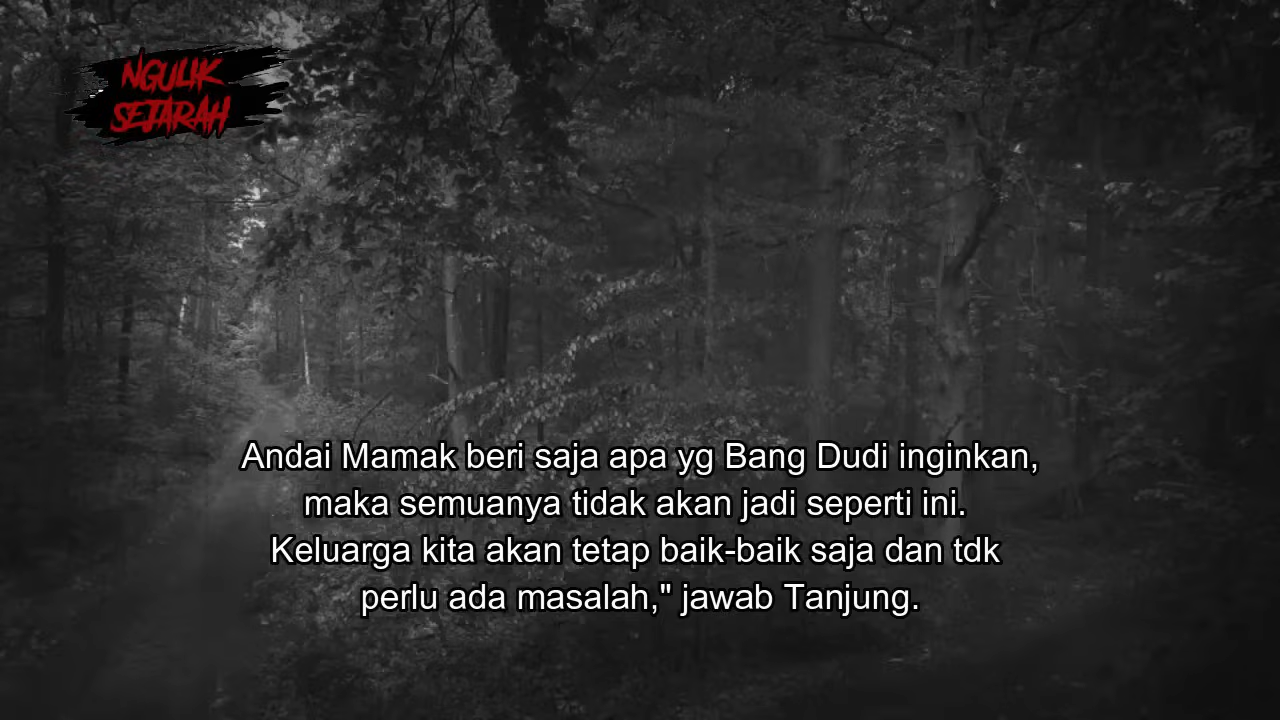 NGULIK
SEJARAH
Andai Mamak beri saja apa yg Bang Dudi inginkan,
maka semuanya tidak akan jadi seperti ini.
Keluarga kita akan tetap baik-baik saja dan tdk
perlu ada masalah," jawab Tanjung.